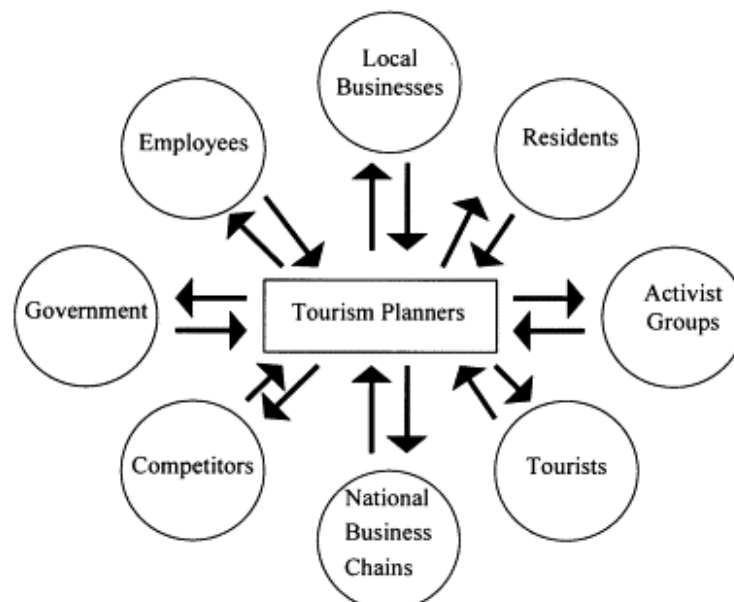 Local
Businesses
Employees
Residents
Government
Tourism Planners
Activist
Groups
Competitors
Tourists
National
Business
Chains